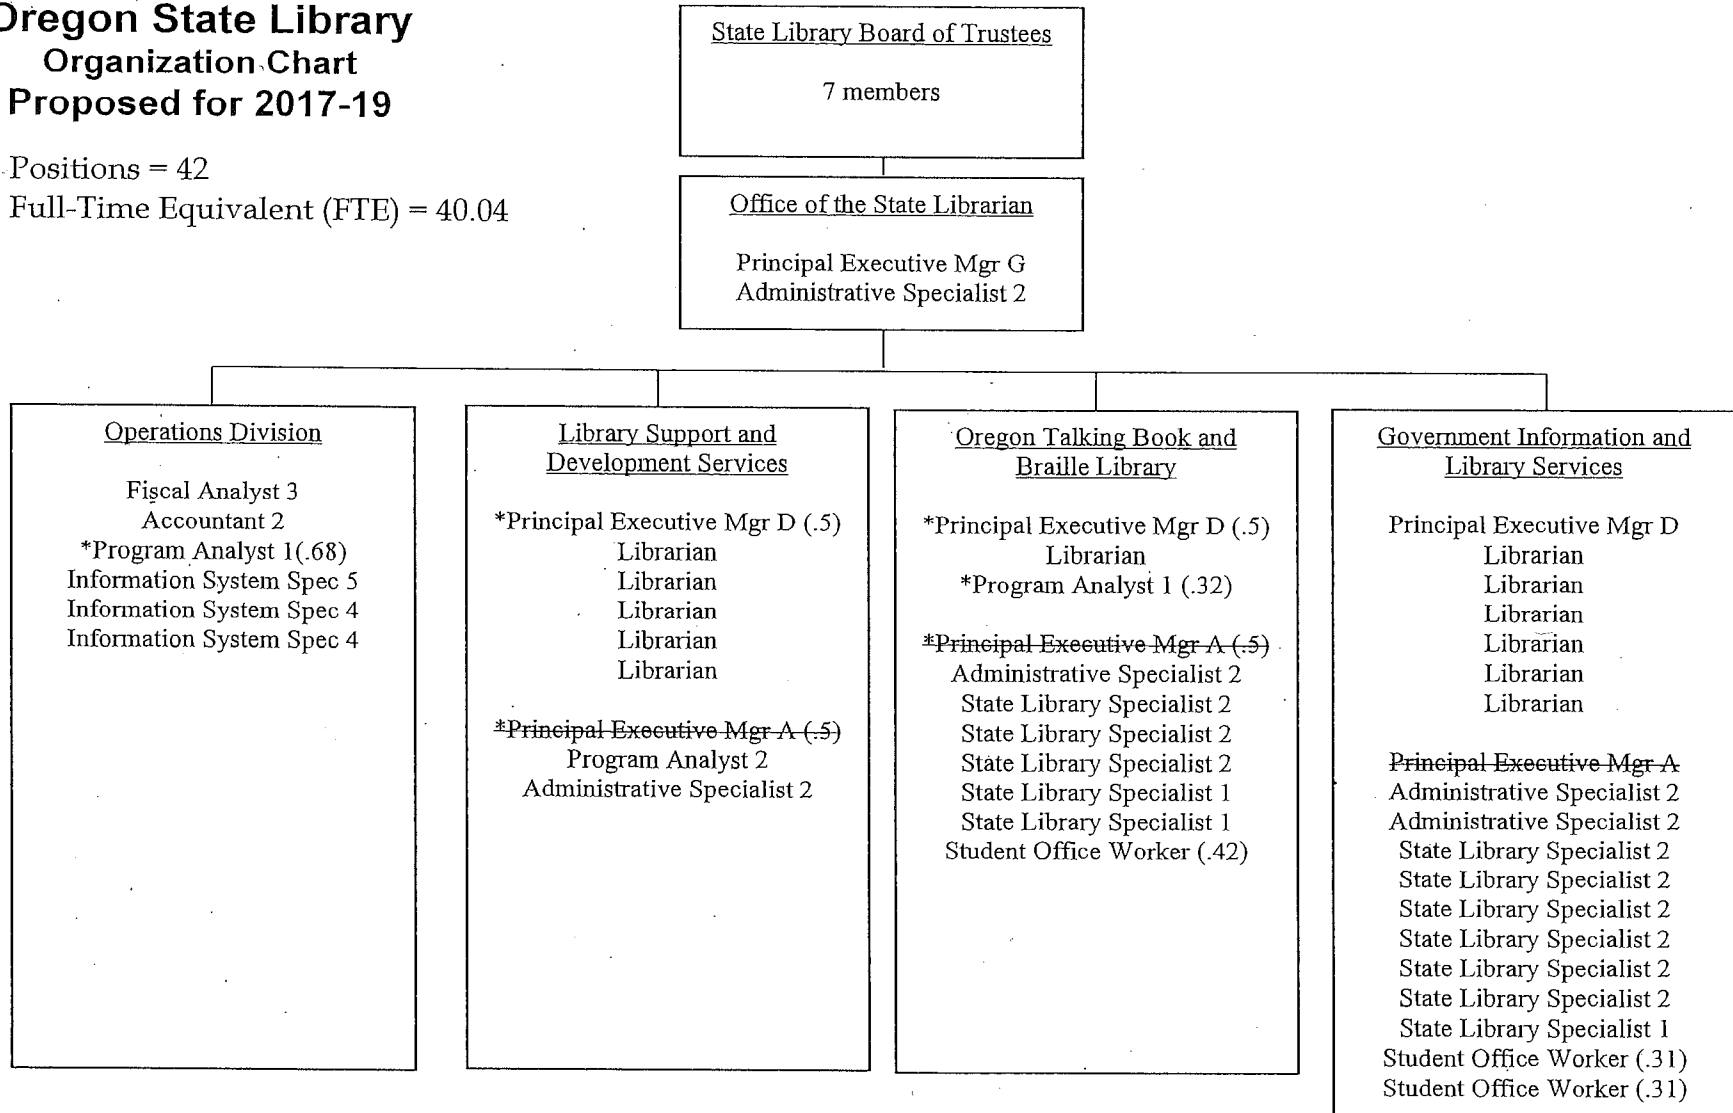 Oregon State Library
Organization Chart
Proposed for 2017-19
Positions = 42
Full-Time Equivalent (FTE) = 40.04
State Library Board of Trustees
7 members
Office of the State Librarian
Principal Executive Mgr G
Administrative Specialist 2
Operations Division
Fiscal Analyst 3
Accountant 2
*Program Analyst 1(.68)
Information System Spec 5
Information System Spec 4
Information System Spec 4
Library Support and
Development Services
*Principal Executive Mgr D (.5)
Librarian
Librarian
Librarian
Librarian
Librarian
*Principal Executive Mgr A (.5)
Program Analyst 2
Administrative Specialist 2
Oregon Talking Book and
Braille Library
*Principal Executive Mgr D (.5)
Librarian
*Program Analyst 1 (.32)
*Principal Executive Mgr A (.5)
Administrative Specialist 2
State Library Specialist 2
State Library Specialist 2
State Library Specialist 2
State Library Specialist 1
State Library Specialist 1
Student Office Worker (.42)
Government Information and
Library Services
Principal Executive Mgr D
Librarian
Librarian
Librarian
Librarian
Librarian
Librarian
Principal Executive Mgr A
Administrative Specialist 2
Administrative Specialist 2
State Library Specialist 2
State Library Specialist 2
State Library Specialist 2
State Library Specialist 2
State Library Specialist 2
State Library Specialist 2
State Library Specialist 1
Student Office Worker (.31)
Student Office Worker (.31)